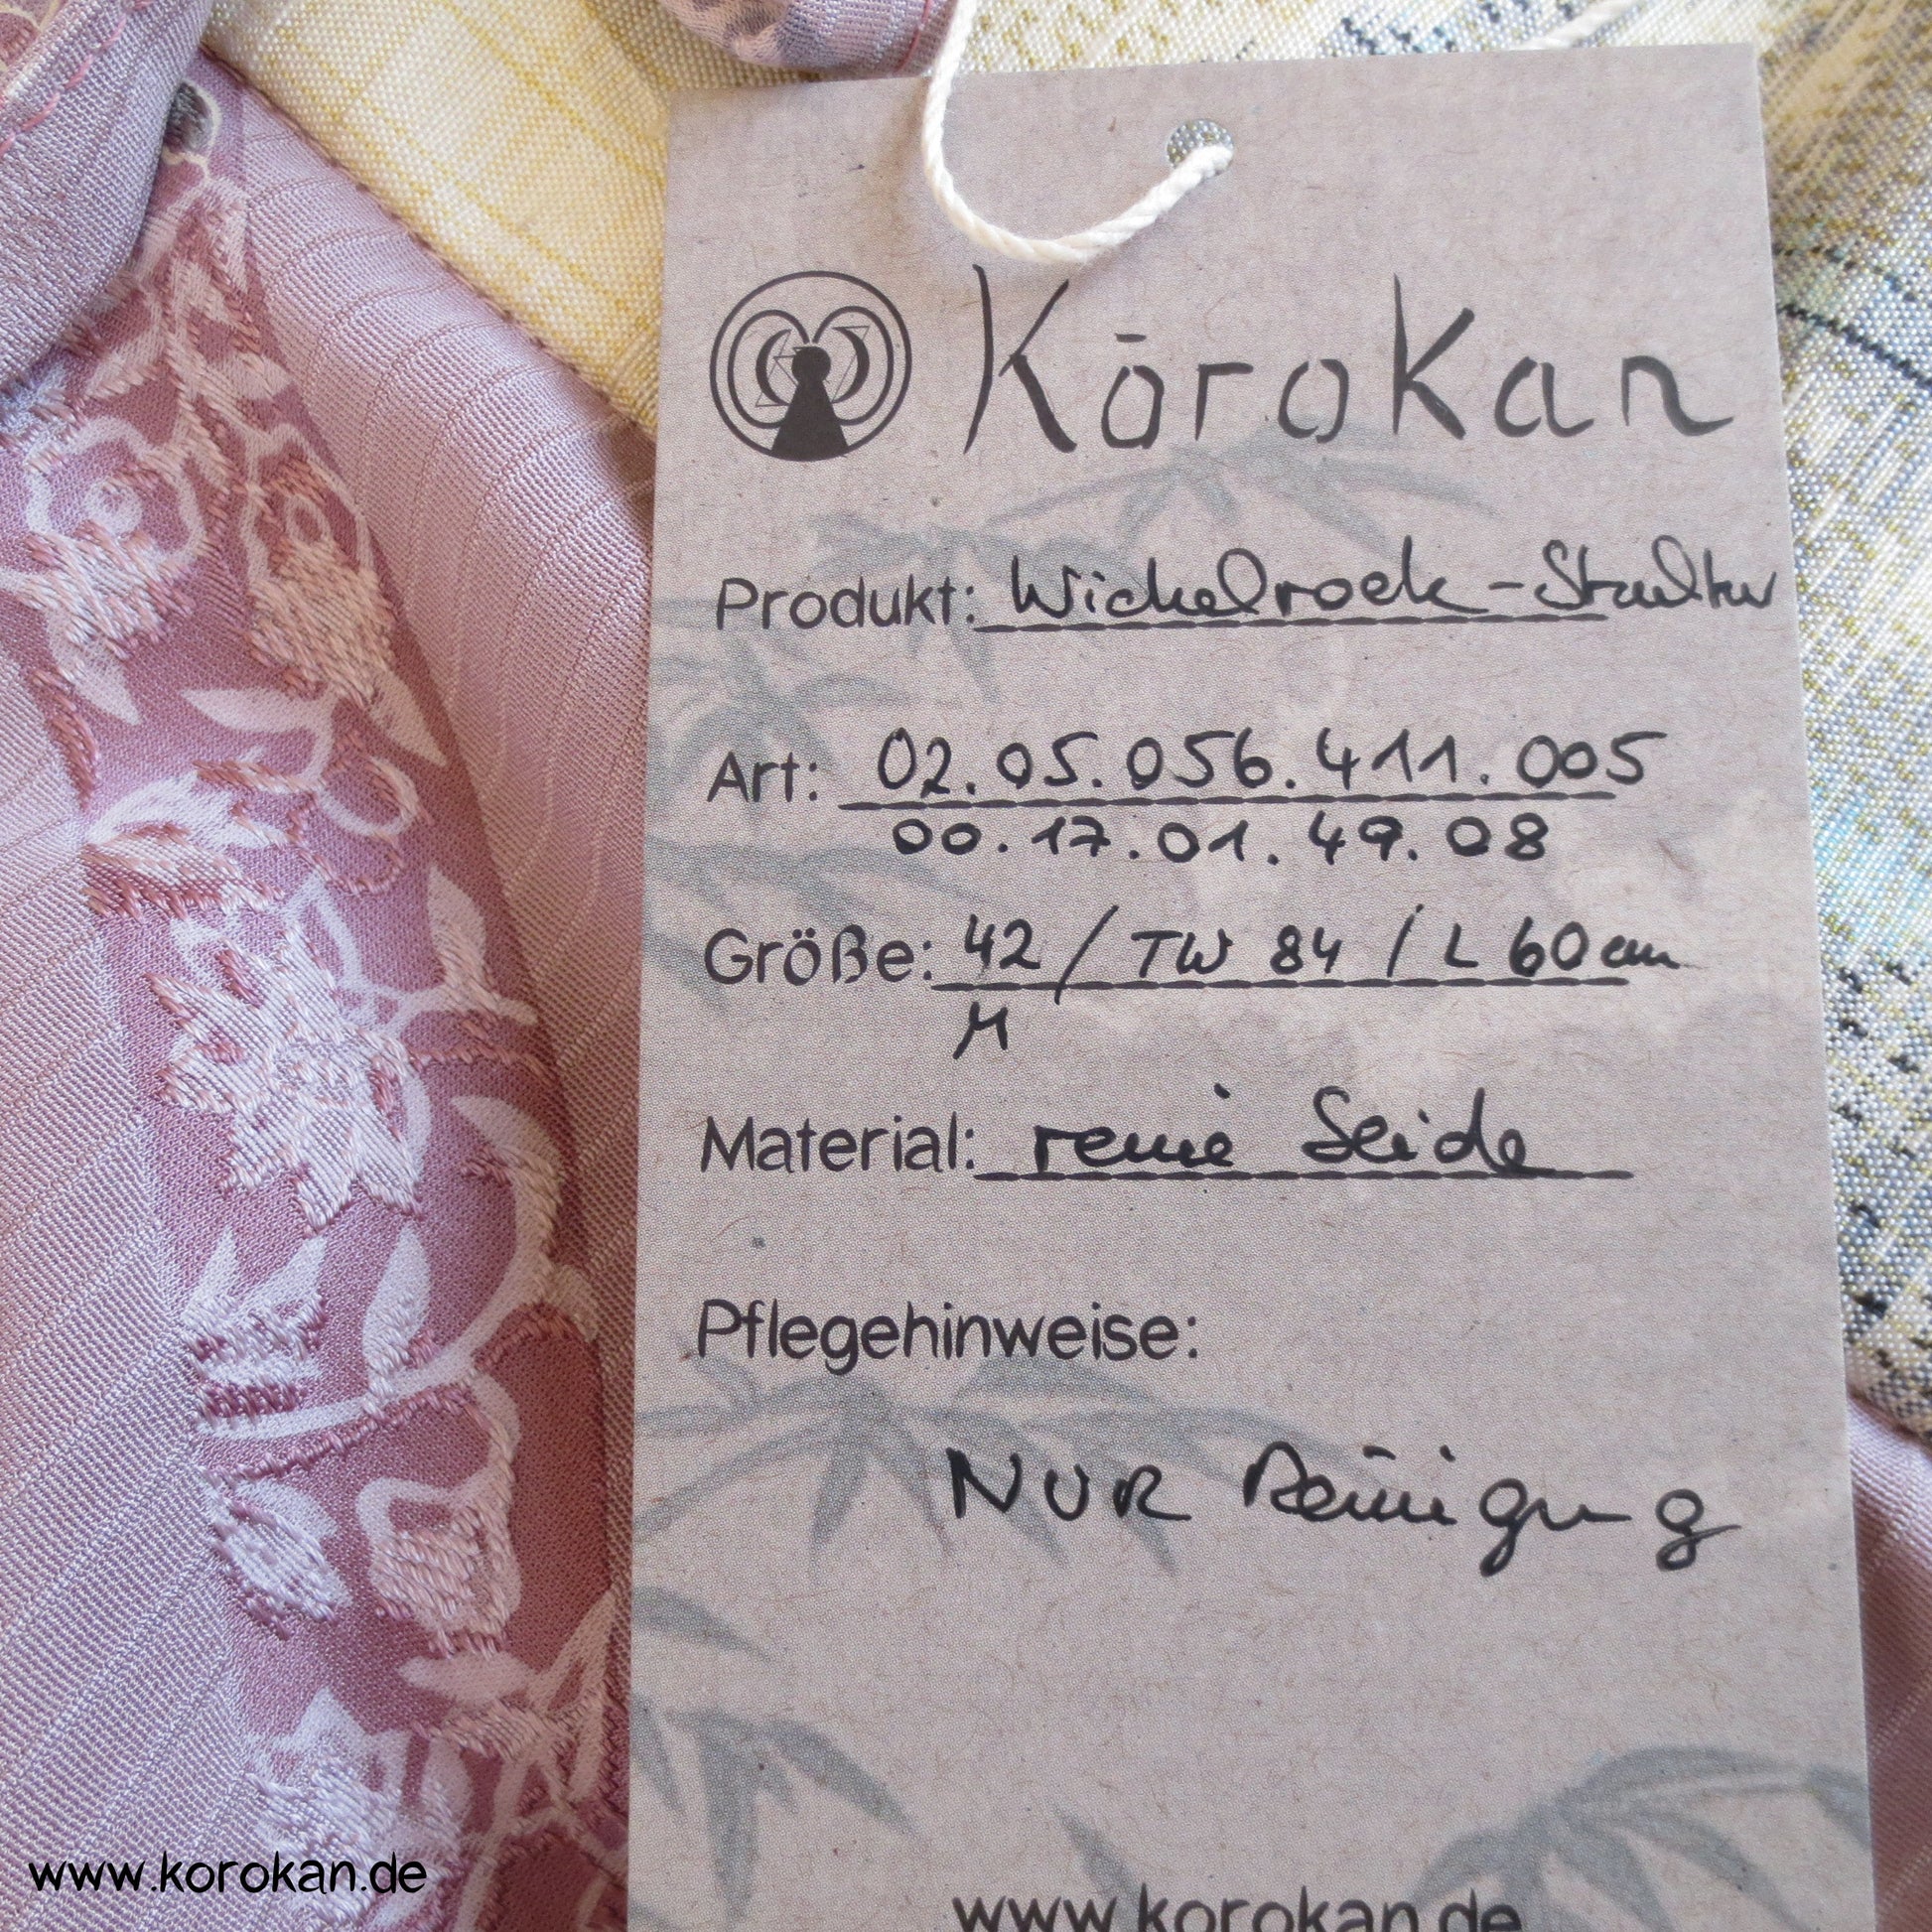 Kōrokan
Produkt: Wickelrock -
Art: 02.05.056.411.005
00.17.01.49.08
Größe: 42 / TW 84 / L 60 cm
M
Material: reine Seide
Pflegehinweise:
NUR Reinigung
www.korokan.de
www.korokan.de